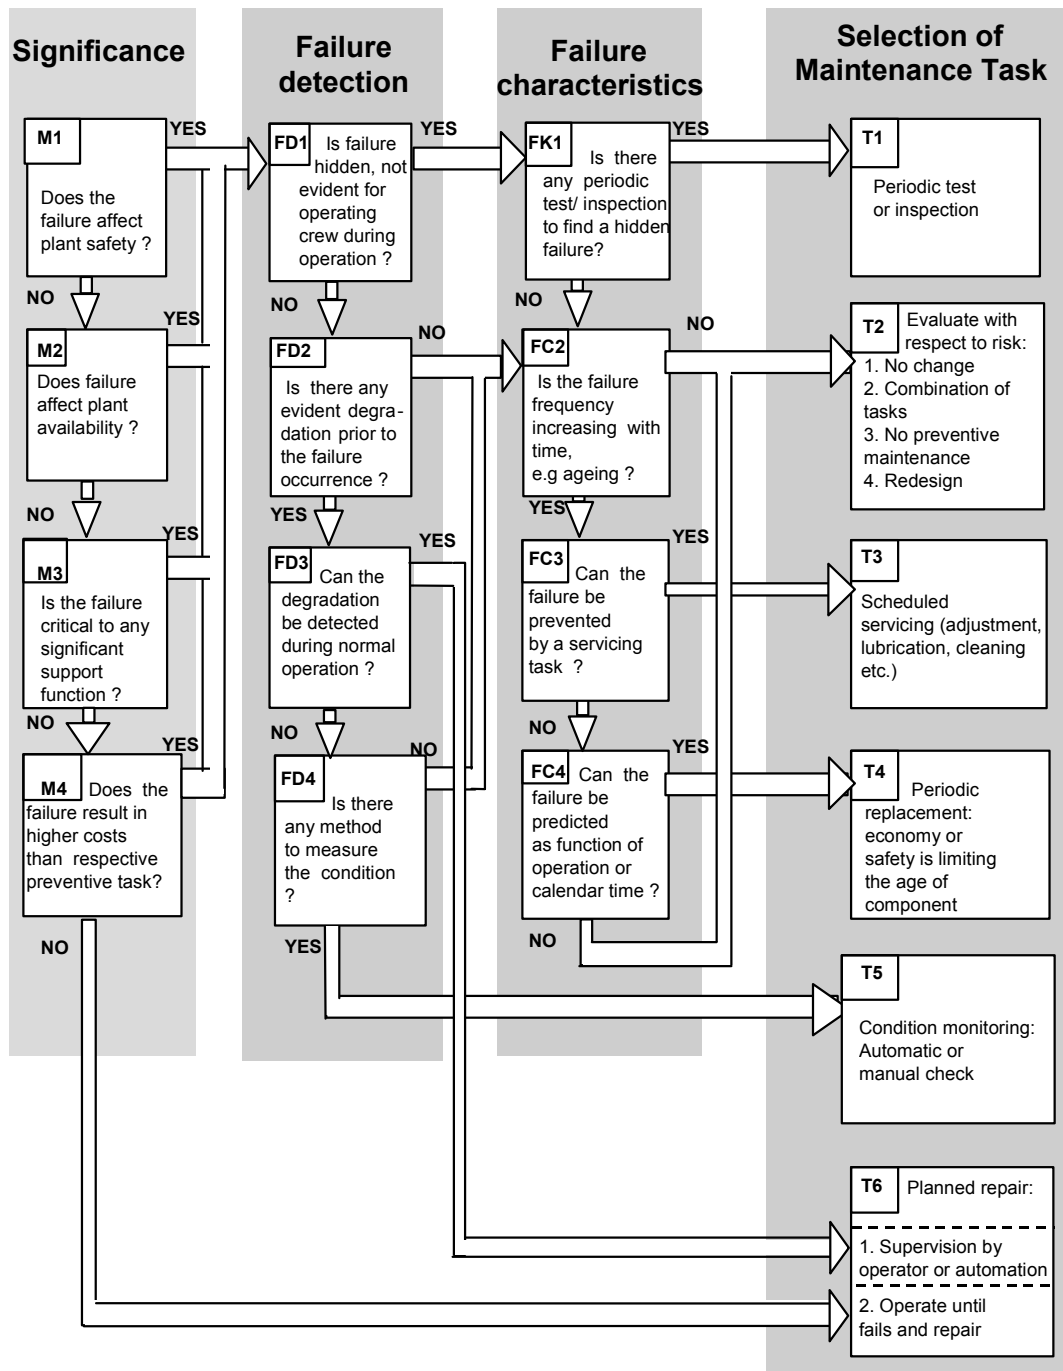 Significance
Failure
detection
Failure
characteristics
Selection of
Maintenance Task
M1
Does the
failure affect
plant safety ?
YES
NO
M2
Does failure
affect plant
availability ?
YES
NO
M3
Is the failure
critical to any
significant
support
function ?
YES
NO
M4 Does the
failure result in
higher costs
than respective
preventive task?
YES
NO
FD1 Is failure
hidden, not
evident for
operating
crew during
operation ?
YES
NO
FD2
Is there any
evident degra-
dation prior to
the failure
occurrence ?
NO
YES
FD3 Can the
degradation
be detected
during normal
operation ?
YES
NO
FD4
Is there
any method
to measure
the condition
?
NO
YES
FK1
Is there
any periodic
test/ inspection
to find a hidden
failure?
YES
NO
FC2
Is the failure
frequency
increasing with
time,
e.g ageing ?
NO
YES
FC3 Can the
failure be
prevented
by a servicing
task ?
YES
NO
FC4 Can the
failure be
predicted
as function of
operation or
calendar time ?
YES
NO
T1
Periodic test
or inspection
T2 Evaluate with
respect to risk:
1. No change
2. Combination of
tasks
3. No preventive
maintenance
4. Redesign
T3
Scheduled
servicing (adjustment,
lubrication, cleaning
etc.)
T4 Periodic
replacement:
economy or
safety is limiting
the age of
component
T5
Condition monitoring:
Automatic or
manual check
T6 Planned repair:
1. Supervision by
operator or automation
2. Operate until
fails and repair